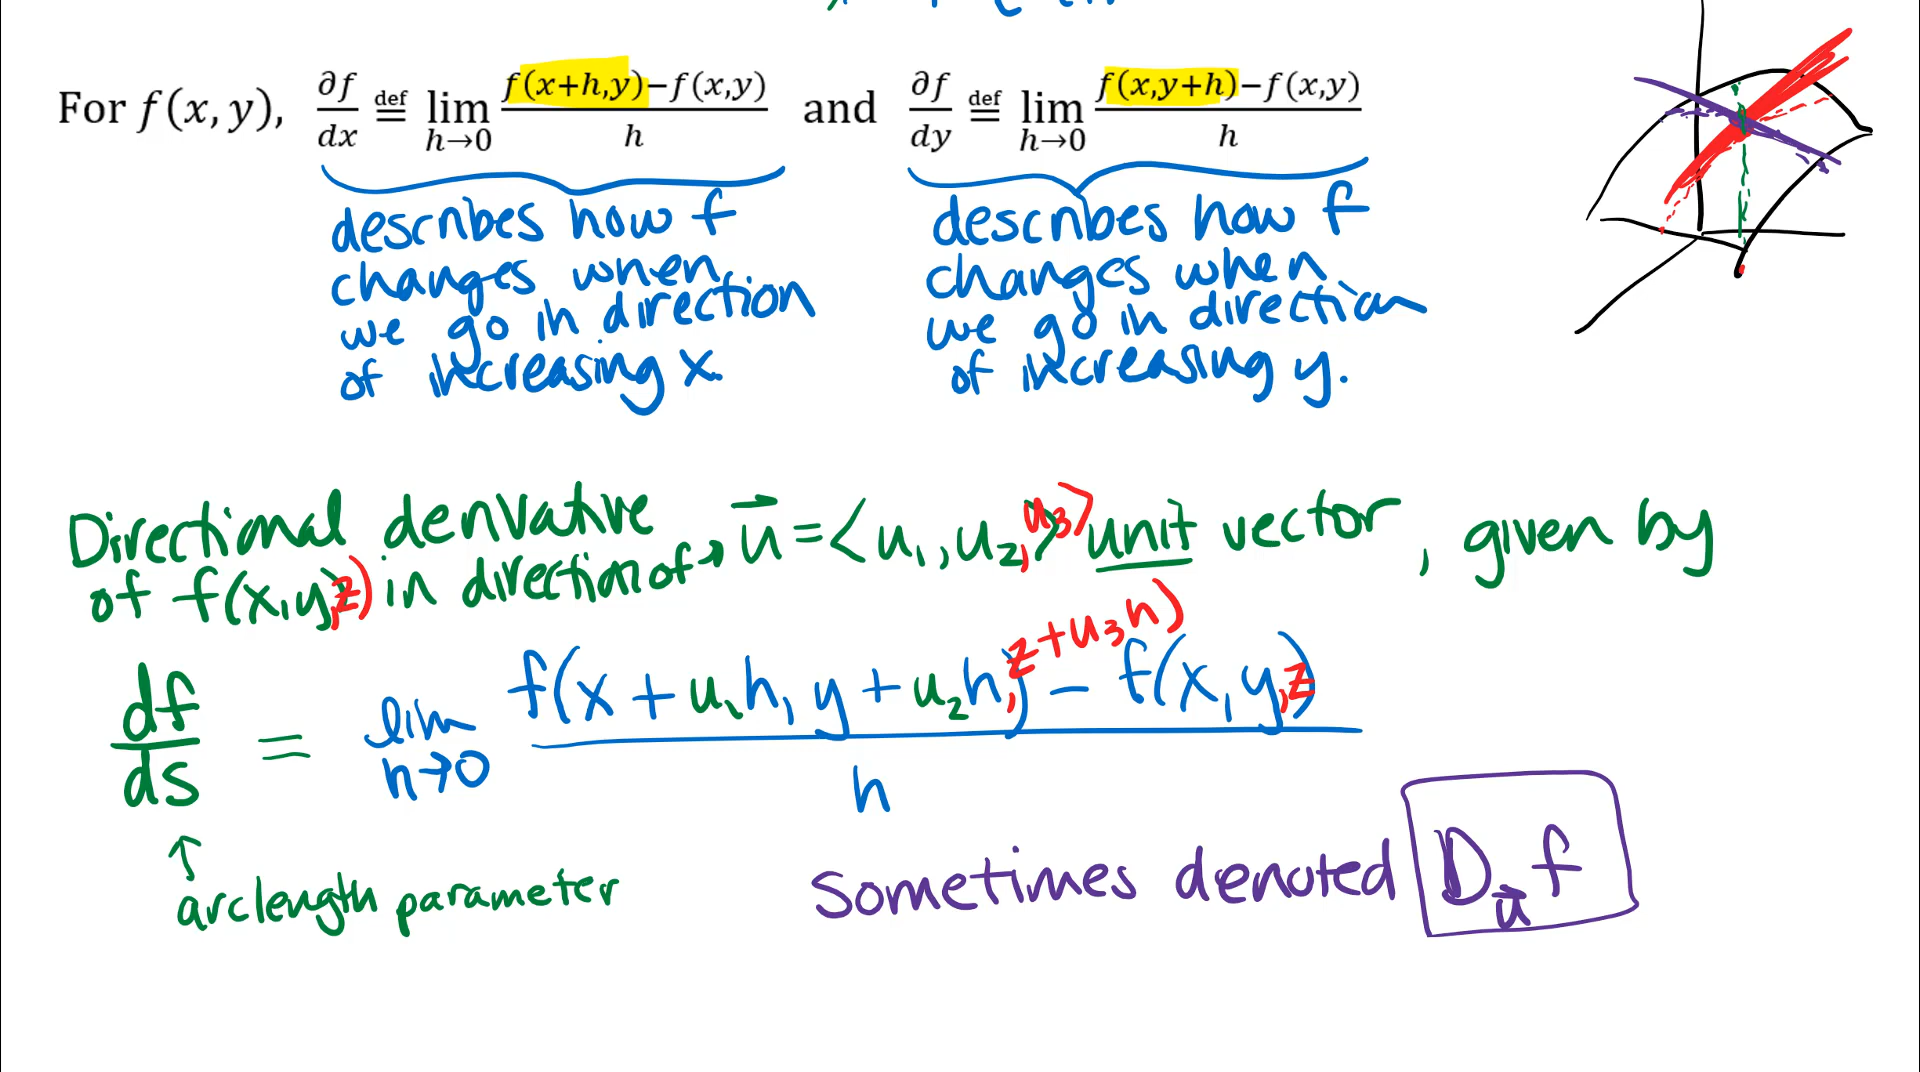 For f(x, y), ∂f/dx ≝ lim h→0 f(x+h,y)−f(x,y)/h and ∂f/dy ≝ lim h→0 f(x,y+h)−f(x,y)/h
describes how f
changes when
we go in direction
of increasing x.
describes how f
changes when
we go in direction
of increasing y.
Directional derivative
of f(x,y,z) in direction of → u⃗ = <u₁, u₂, u₃> unit vector, given by
df/ds = lim h→0 f(x + u₁h, y + u₂h, z+u₃h) − f(x, y, z)/h
↑
arclength parameter
sometimes denoted D_u⃗ f